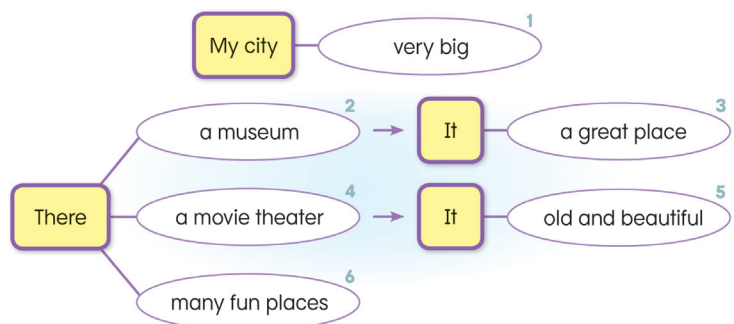 My city
very big
1
There
a museum
2
It
a great place
3
a movie theater
4
It
old and beautiful
5
many fun places
6